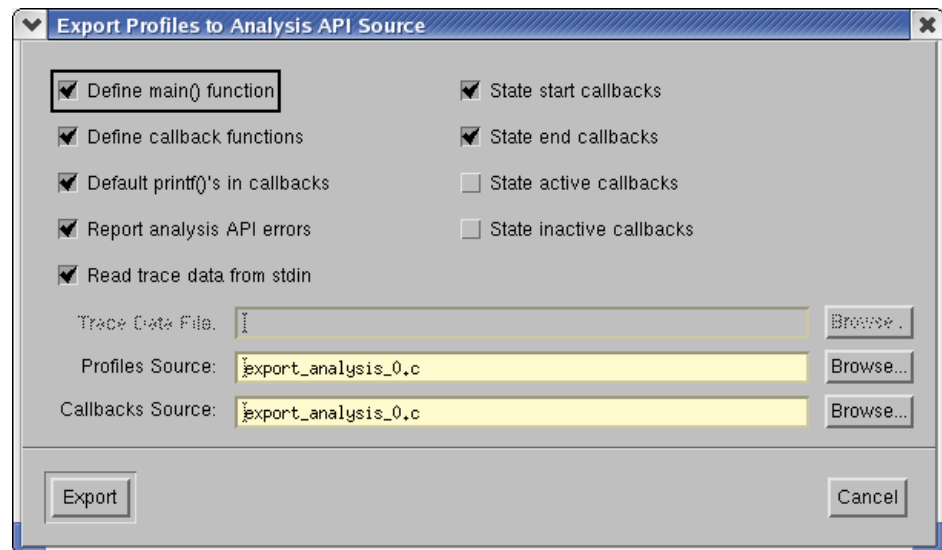 Export Profiles to Analysis API Source
Define main() function
State start callbacks
Define callback functions
State end callbacks
Default printf()'s in callbacks
State active callbacks
Report analysis API errors
State inactive callbacks
Read trace data from stdin
Trace Data File:
Browse...
Profiles Source:
export_analysis_0.c
Browse...
Callbacks Source:
export_analysis_0.c
Browse...
Export
Cancel